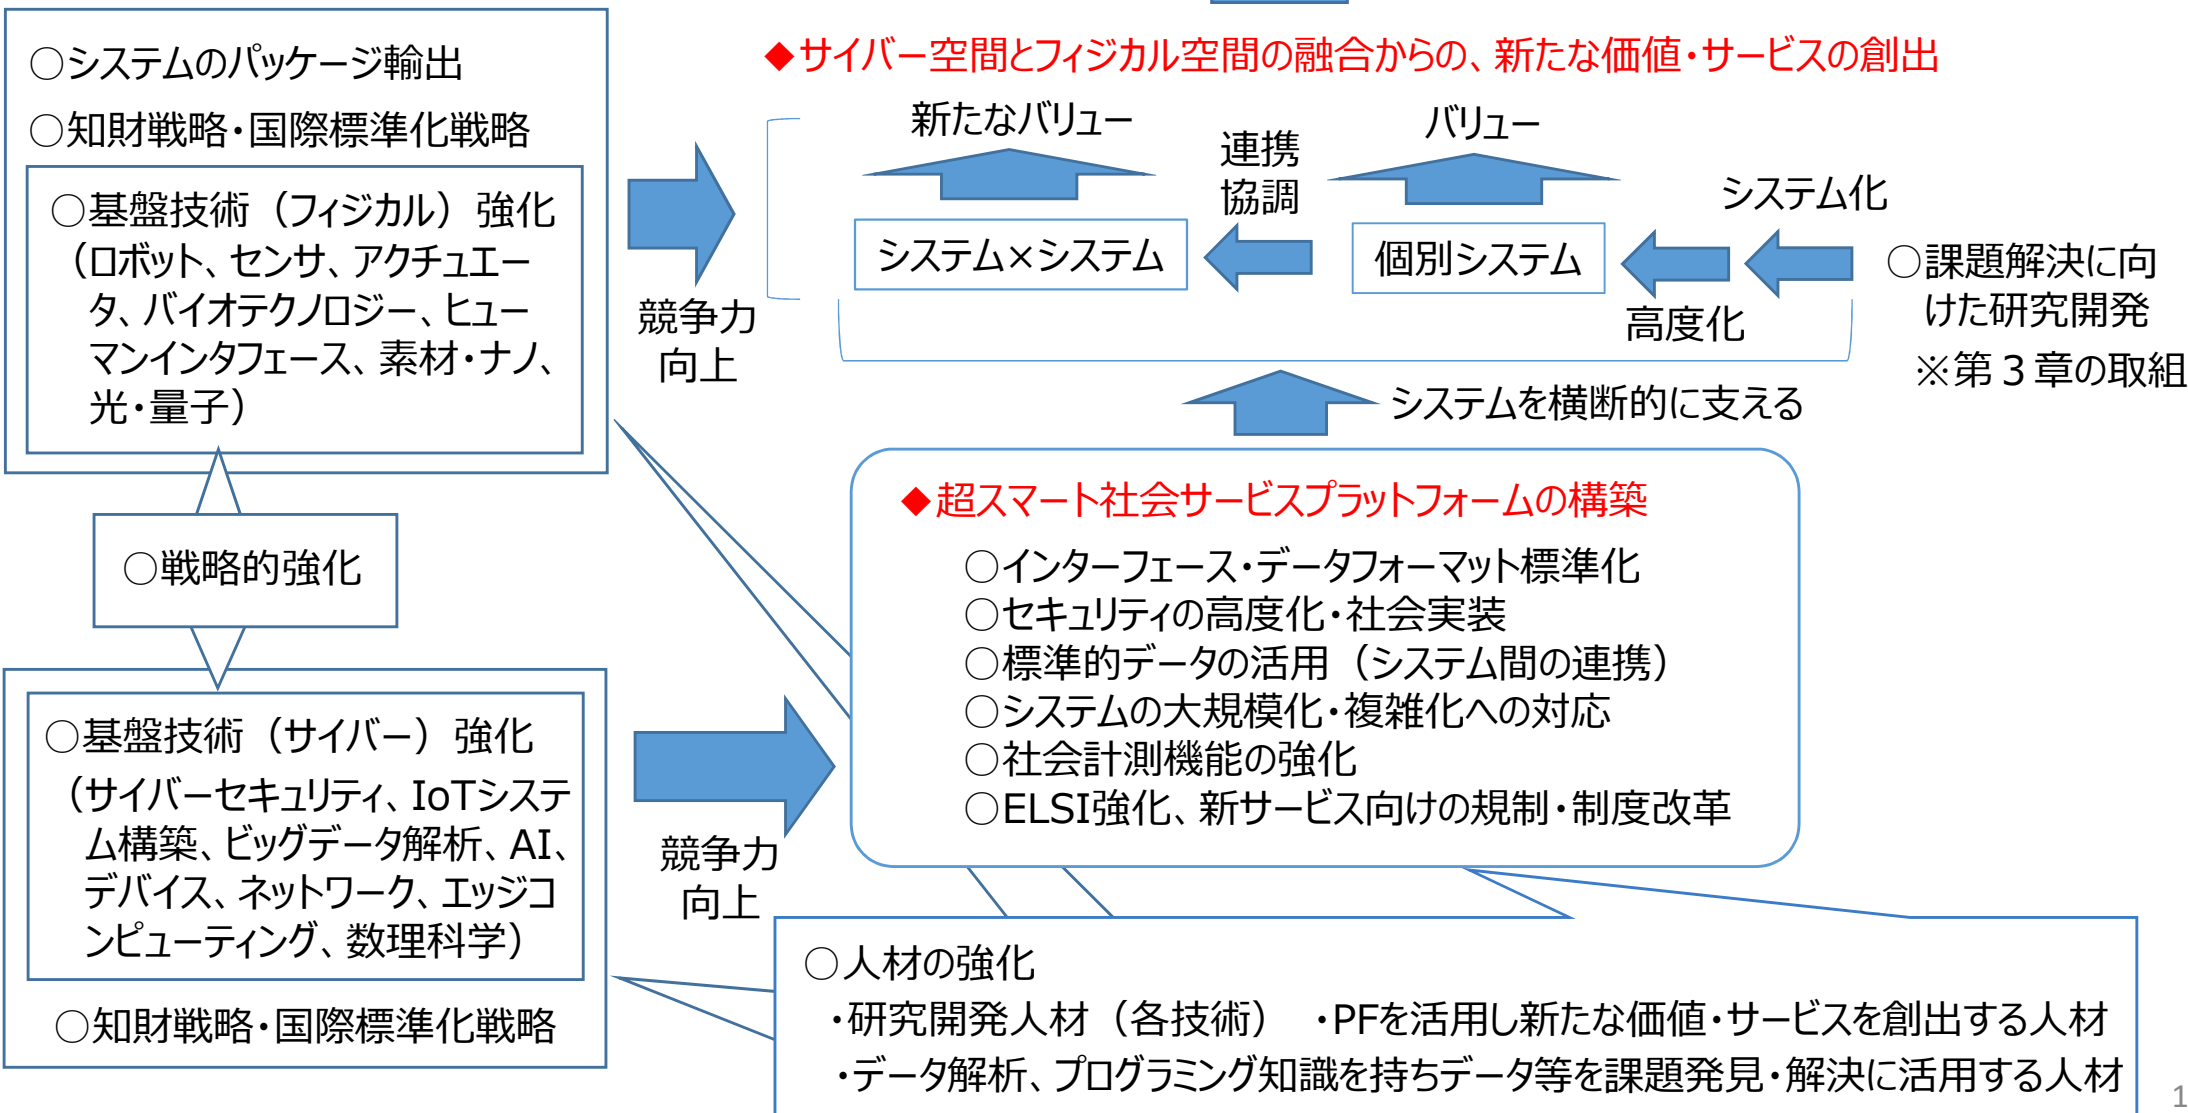 ○システムのパッケージ輸出
○知財戦略・国際標準化戦略
○基盤技術（フィジカル）強化
（ロボット、センサ、アクチュエー
タ、バイオテクノロジー、ヒュー
マンインタフェース、素材・ナノ、
光・量子）
○戦略的強化
○基盤技術（サイバー）強化
（サイバーセキュリティ、IoTシステ
ム構築、ビッグデータ解析、AI、
デバイス、ネットワーク、エッジコ
ンピューティング、数理科学）
○知財戦略・国際標準化戦略
競争力
向上
競争力
向上
◆サイバー空間とフィジカル空間の融合からの、新たな価値・サービスの創出
新たなバリュー
連携
協調
バリュー
システム化
システム×システム
個別システム
高度化
○課題解決に向
けた研究開発
※第３章の取組
システムを横断的に支える
◆超スマート社会サービスプラットフォームの構築
○インターフェース・データフォーマット標準化
○セキュリティの高度化・社会実装
○標準的データの活用（システム間の連携）
○システムの大規模化・複雑化への対応
○社会計測機能の強化
○ELSI強化、新サービス向けの規制・制度改革
○人材の強化
・研究開発人材（各技術）　・PFを活用し新たな価値・サービスを創出する人材
・データ解析、プログラミング知識を持ちデータ等を課題発見・解決に活用する人材
1